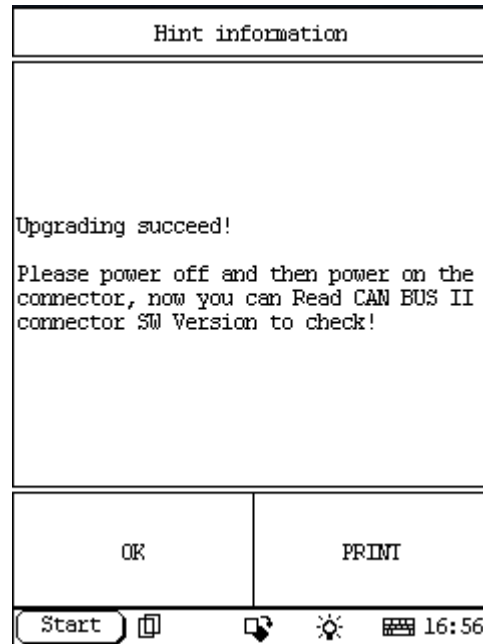 Hint information
Upgrading succeed!
Please power off and then power on the
connector, now you can Read CAN BUS II
connector SW Version to check!
OK
PRINT
Start 16:56